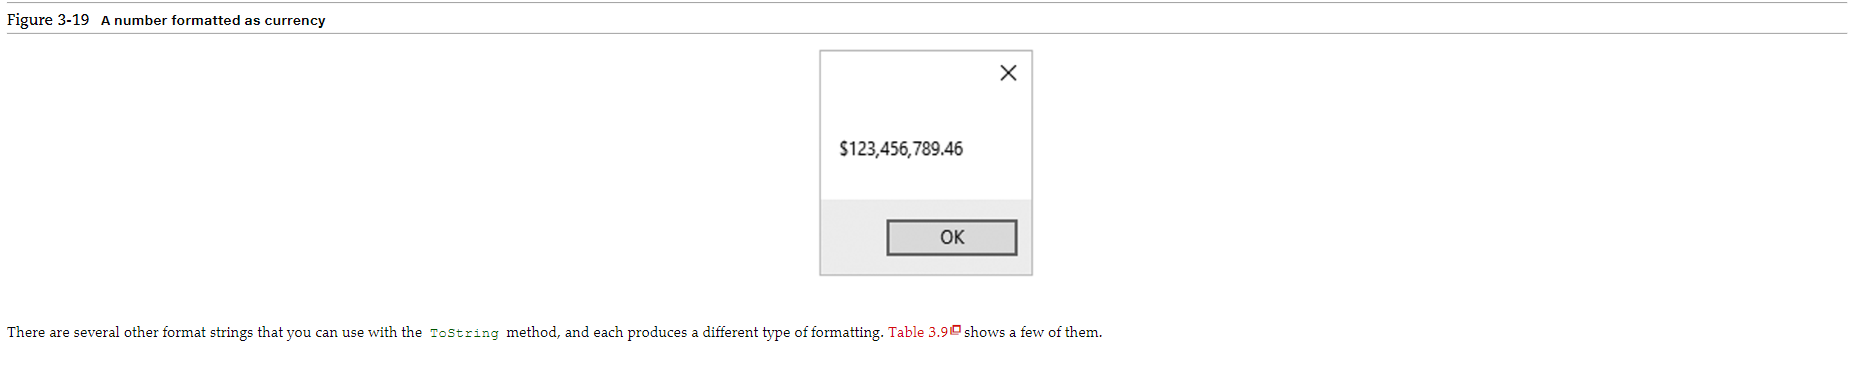 Figure 3-19 A number formatted as currency
$123,456,789.46
OK
There are several other format strings that you can use with the ToString method, and each produces a different type of formatting. Table 3.9 shows a few of them.